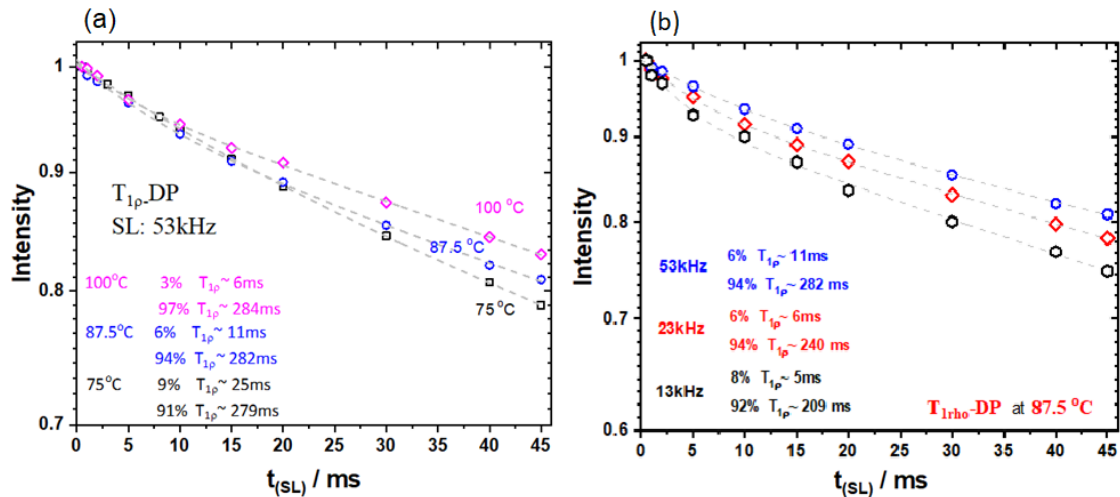 (a)
1
0.9
0.8
0.7
Intensity
T₁ρ-DP
SL: 53kHz
100 °C
87.5°C
75°C
100°C 3% T₁ρ~ 6ms
97% T₁ρ~ 284ms
87.5°C 6% T₁ρ~ 11ms
94% T₁ρ~ 282ms
75°C 9% T₁ρ~ 25ms
91% T₁ρ~ 279ms
0 5 10 15 20 25 30 35 40 45
t(SL) / ms
(b)
1
0.9
0.8
0.7
0.6
Intensity
53kHz 6% T₁ρ~ 11ms
94% T₁ρ~ 282 ms
23kHz 6% T₁ρ~ 6ms
94% T₁ρ~ 240 ms
13kHz 8% T₁ρ~ 5ms
92% T₁ρ~ 209 ms
T1rho-DP at 87.5 °C
0 5 10 15 20 25 30 35 40 45
t(SL) / ms